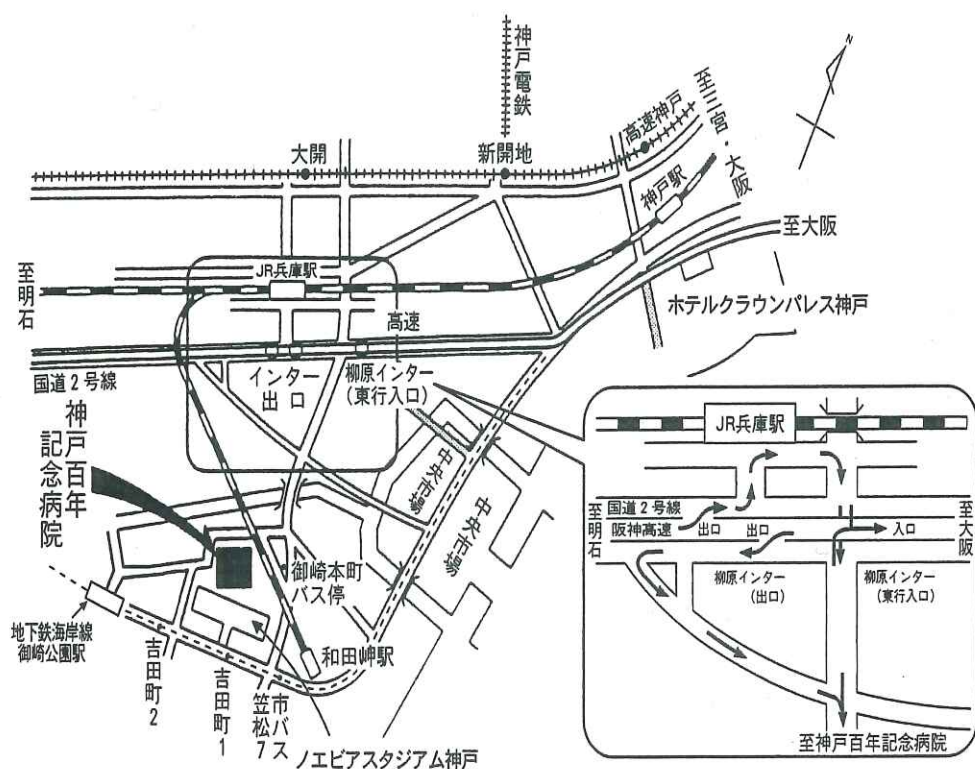 神戸電鉄
N
高速神戸
至三宮・大阪
大開
新開地
神戸駅
至大阪
JR兵庫駅
至明石
高速
ホテルクラウンパレス神戸
国道2号線
インター
出口
柳原インター
(東行入口)
神戸百年
記念病院
中央市場
中央市場
御崎本町
バス停
地下鉄海岸線
御崎公園駅
和田岬駅
吉田町2
吉田町1
市バス
笠松7
ノエビアスタジアム神戸
JR兵庫駅
至明石
国道2号線
阪神高速
出口
出口
入口
至大阪
柳原インター
(出口)
柳原インター
(東行入口)
至神戸百年記念病院